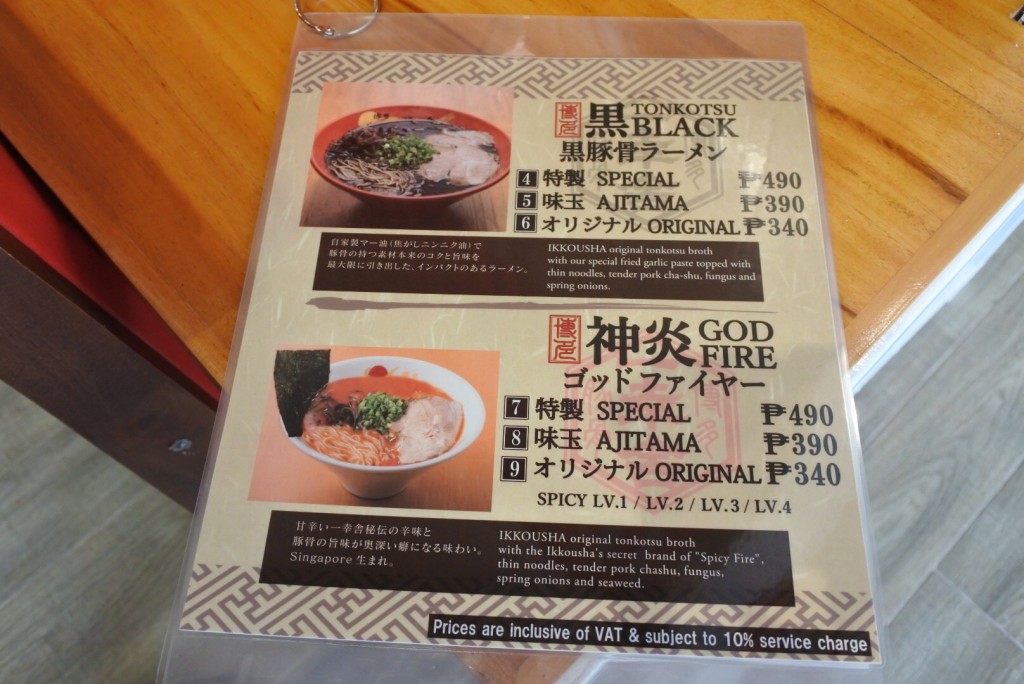 博多
黒 TONKOTSU BLACK
黒豚骨ラーメン
4 特製 SPECIAL ₱490
5 味玉 AJITAMA ₱390
6 オリジナル ORIGINAL ₱340
自家製マー油(焦がしニンニク油)で
豚骨の持つ素材本来のコクと旨味を
最大限に引き出した、インパクトのあるラーメン。
IKKOUSHA original tonkotsu broth
with our special fried garlic paste topped with
thin noodles, tender pork cha-shu, fungus and
spring onions.
博多
神炎 GOD FIRE
ゴッドファイヤー
7 特製 SPECIAL ₱490
8 味玉 AJITAMA ₱390
9 オリジナル ORIGINAL ₱340
SPICY LV.1 / LV.2 / LV.3 / LV.4
甘辛い一幸舎秘伝の辛味と
豚骨の旨味が奥深い癖になる味わい。
Singapore 生まれ。
IKKOUSHA original tonkotsu broth
with the Ikkousha's secret brand of "Spicy Fire",
thin noodles, tender pork chashu, fungus,
spring onions and seaweed.
Prices are inclusive of VAT & subject to 10% service charge